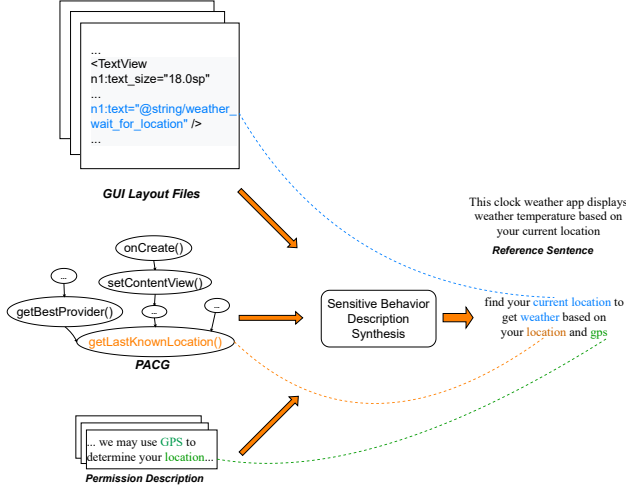 ...
<TextView
n1:text_size="18.0sp"
...
n1:text="@string/weather_
wait_for_location" />
...
GUI Layout Files
This clock weather app displays
weather temperature based on
your current location
Reference Sentence
onCreate()
...
setContentView()
...
getBestProvider()
...
getLastKnownLocation()
PACG
Sensitive Behavior
Description
Synthesis
find your current location to
get weather based on
your location and gps
... we may use GPS to
determine your location...
Permission Description